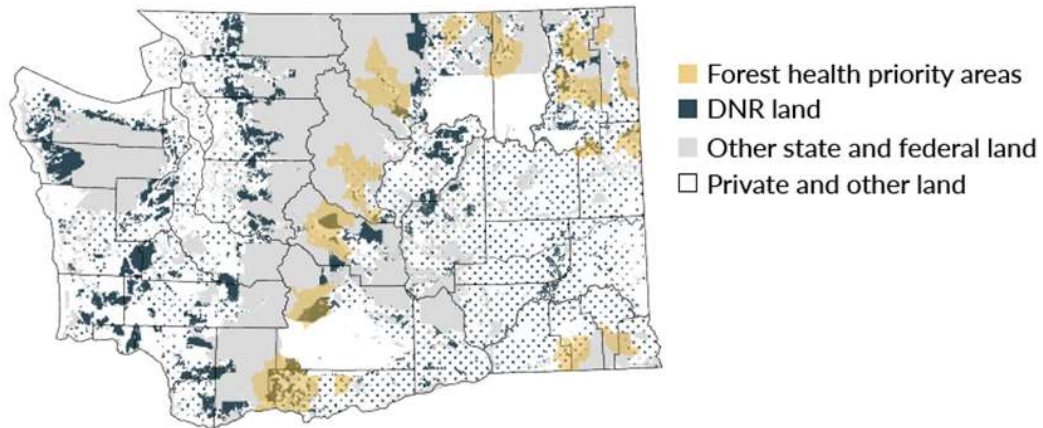 Forest health priority areas
DNR land
Other state and federal land
Private and other land